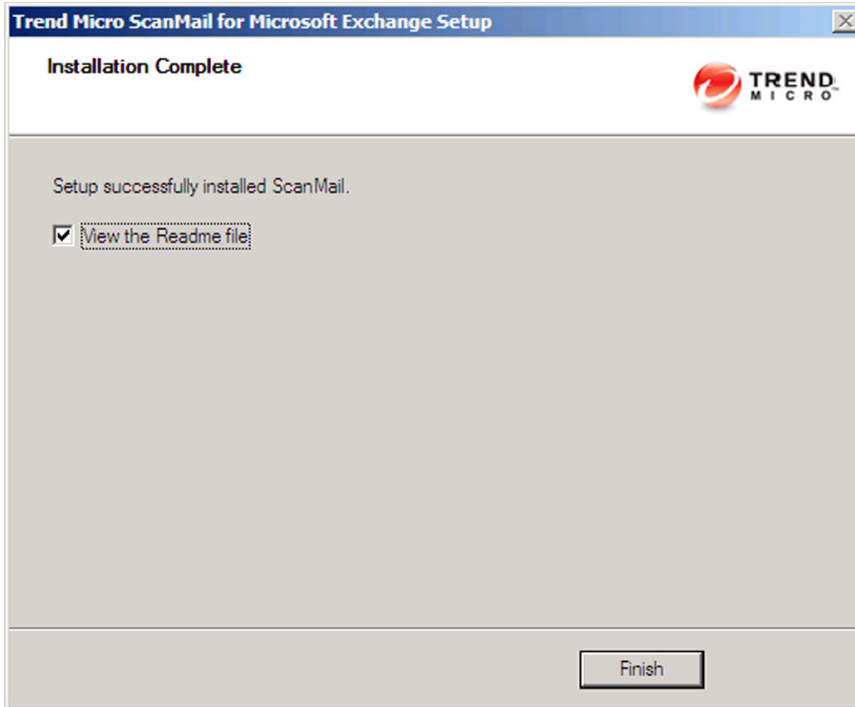 Trend Micro ScanMail for Microsoft Exchange Setup
Installation Complete
TREND
MICRO™
Setup successfully installed ScanMail.
View the Readme file
Finish